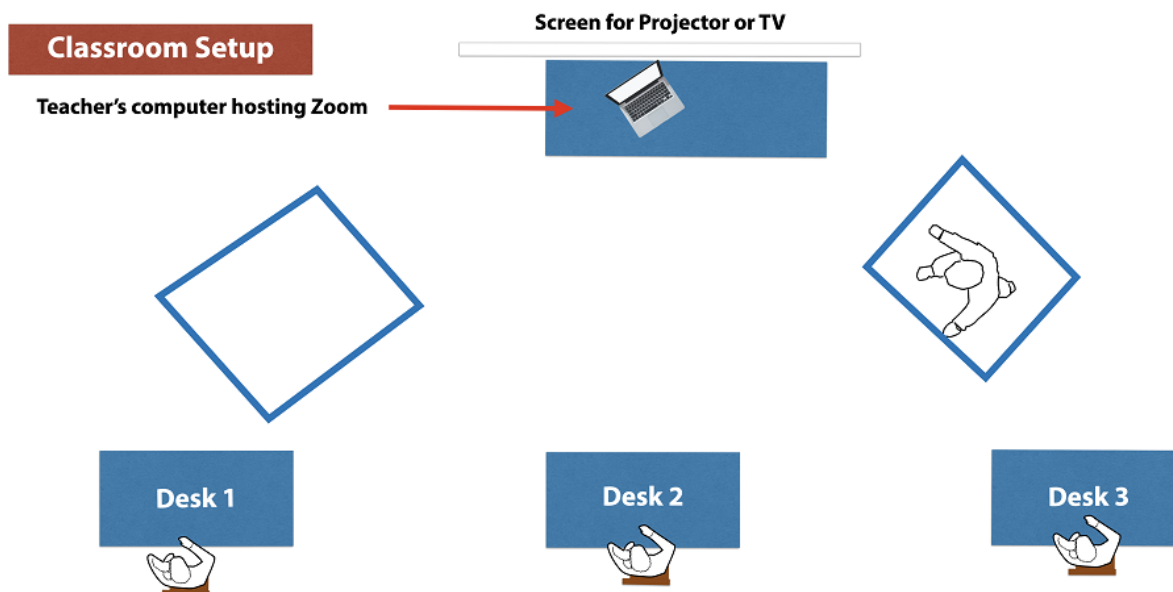 Screen for Projector or TV
Classroom Setup
Teacher's computer hosting Zoom
Desk 1
Desk 2
Desk 3